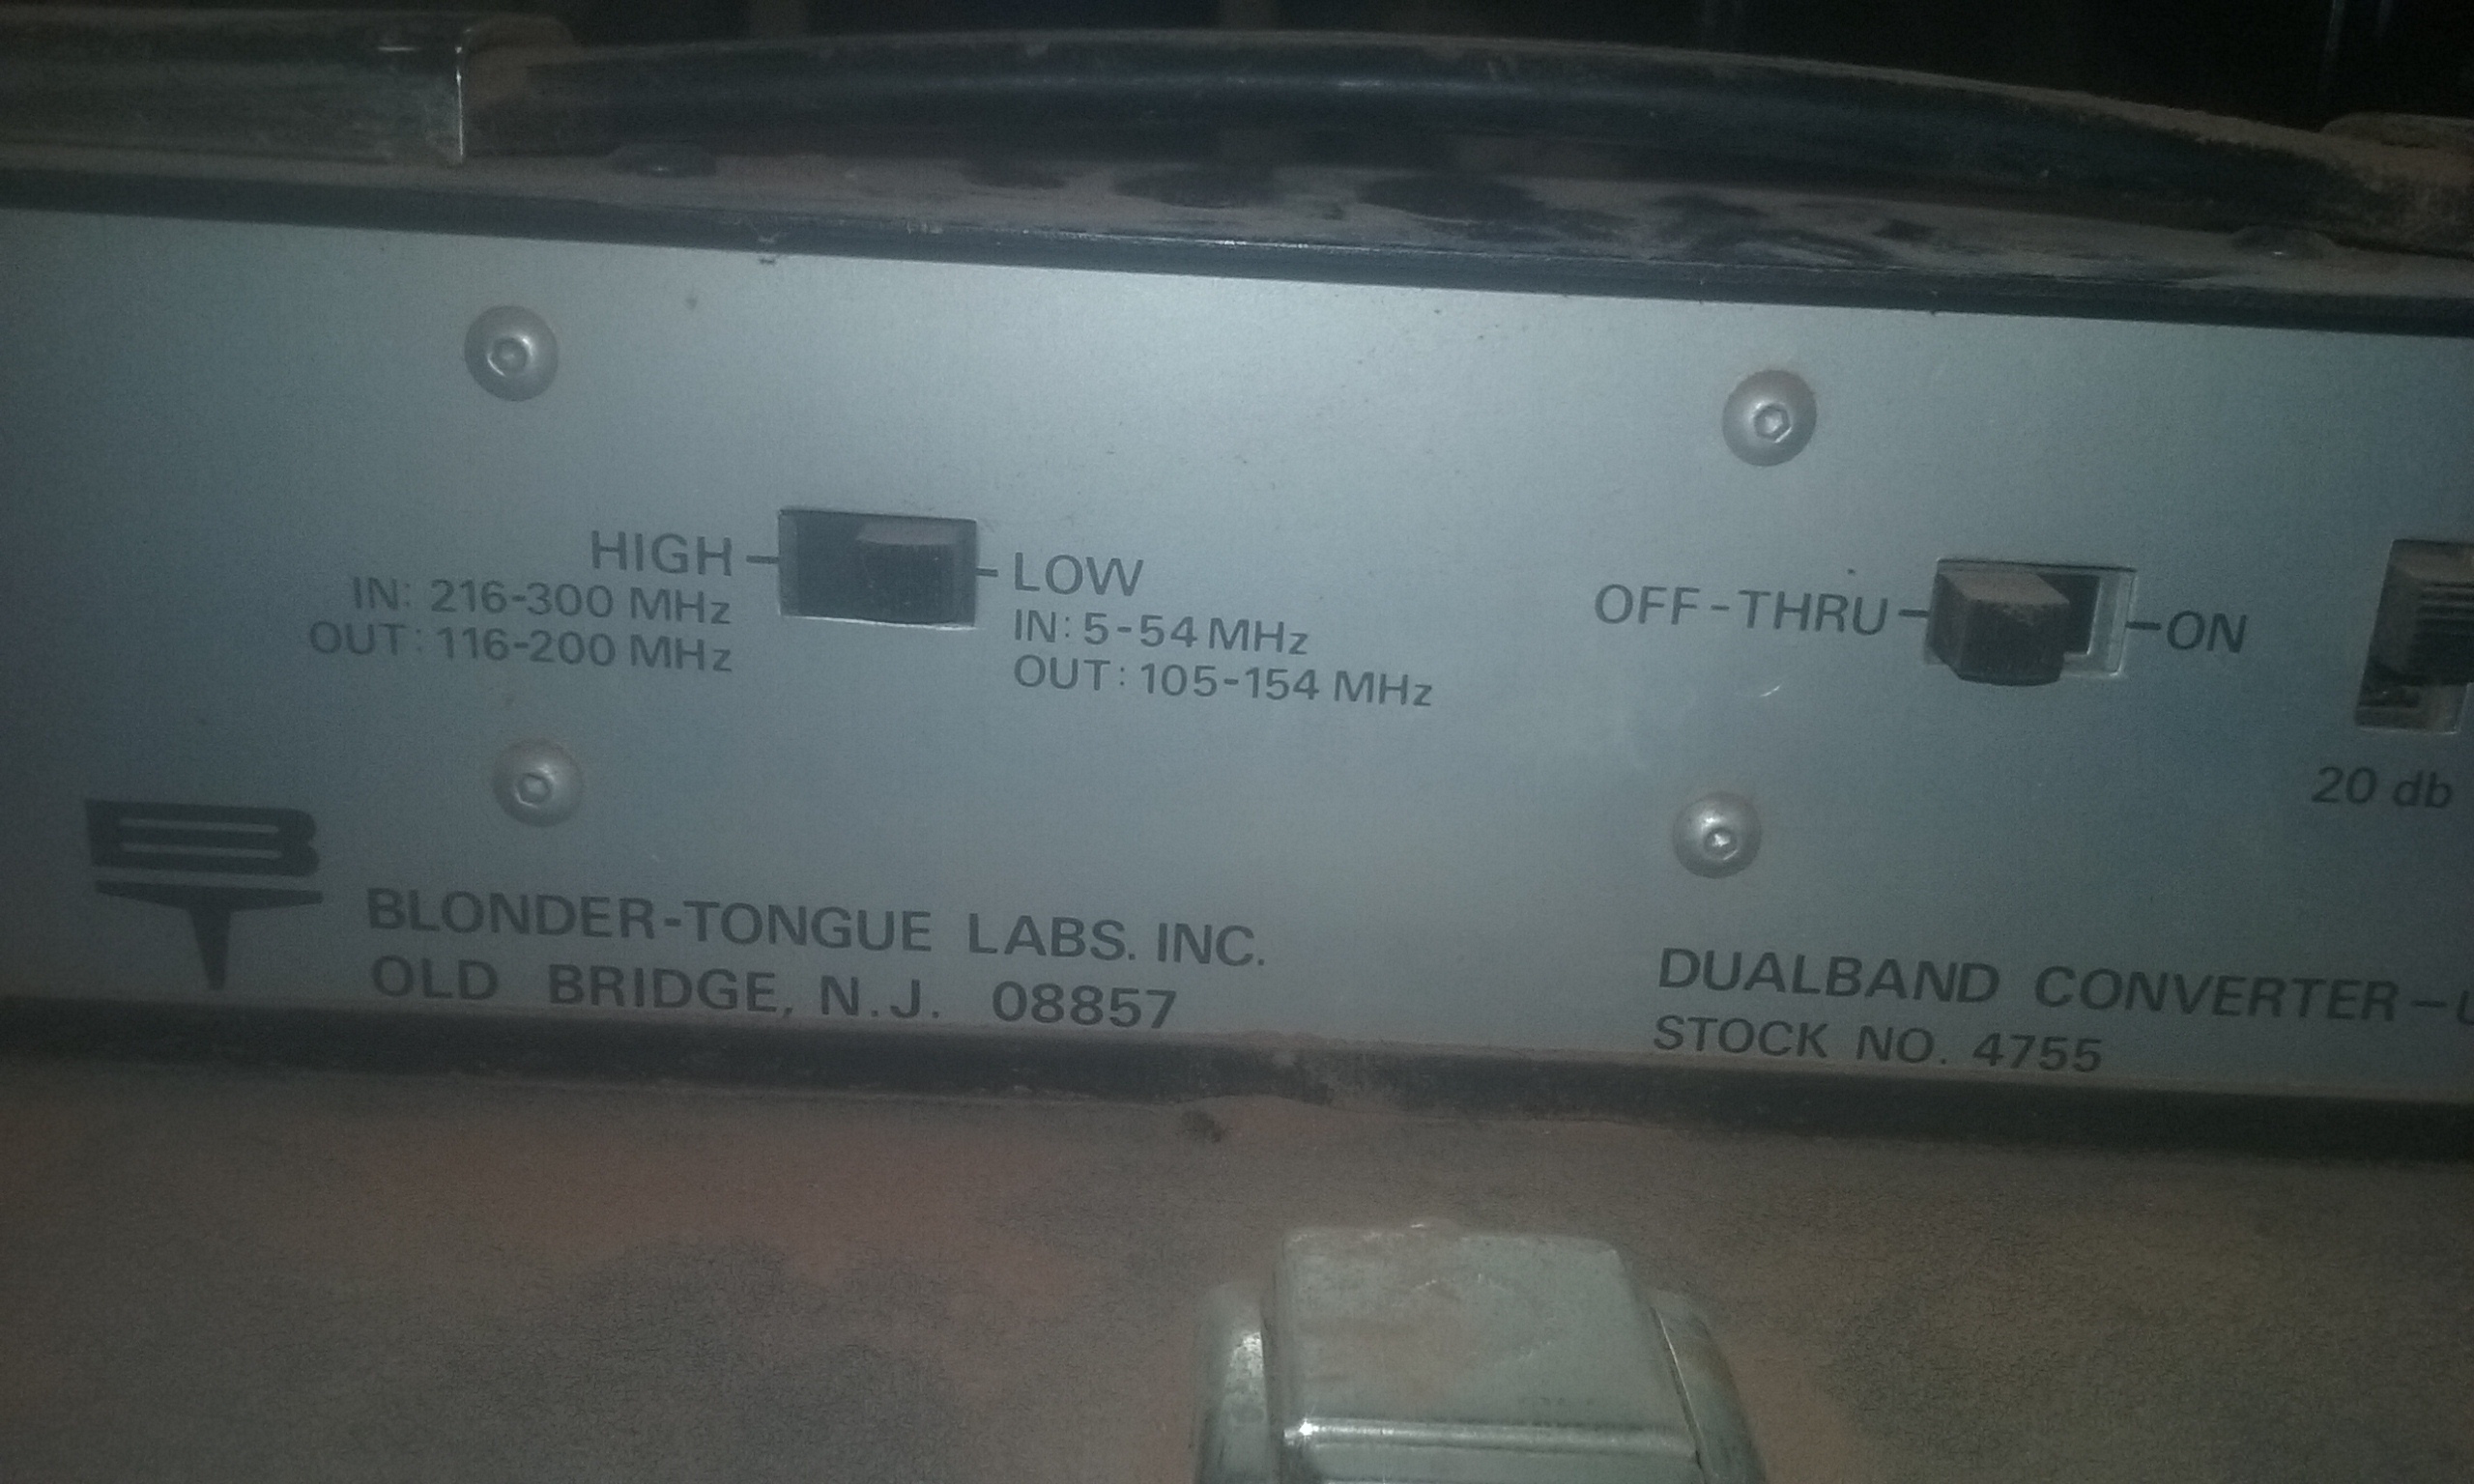 HIGH
IN: 216-300 MHz
OUT: 116-200 MHz
LOW
IN: 5-54 MHz
OUT: 105-154 MHz
OFF-THRU
ON
20 db
BT
BLONDER-TONGUE LABS. INC.
OLD BRIDGE, N.J. 08857
DUALBAND CONVERTER-
STOCK NO. 4755